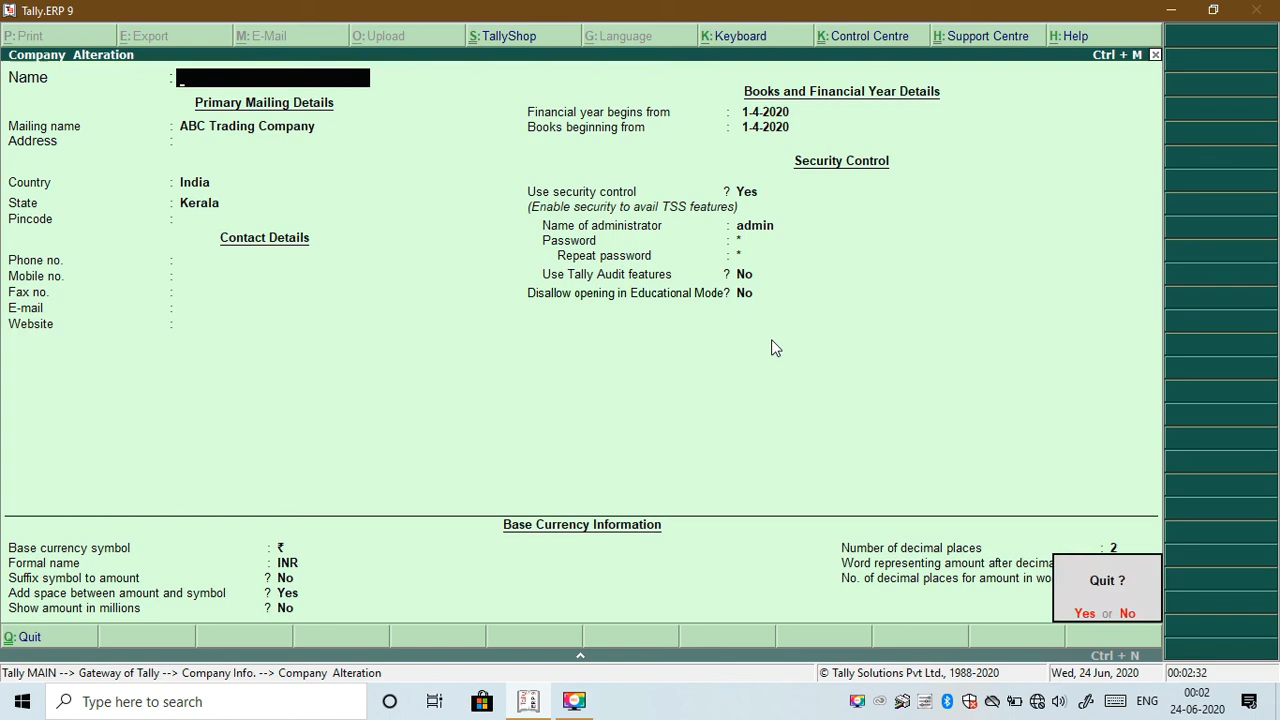 Tally.ERP 9
P: Print E: Export M: E-Mail O: Upload S: TallyShop G: Language K: Keyboard K: Control Centre H: Support Centre H: Help
Company Alteration Ctrl + M
Name :
Primary Mailing Details
Mailing name : ABC Trading Company
Address :
Country : India
State : Kerala
Pincode :
Contact Details
Phone no. :
Mobile no. :
Fax no. :
E-mail :
Website :
Books and Financial Year Details
Financial year begins from : 1-4-2020
Books beginning from : 1-4-2020
Security Control
Use security control ? Yes
(Enable security to avail TSS features)
Name of administrator : admin
Password : *
Repeat password : *
Use Tally Audit features ? No
Disallow opening in Educational Mode? No
Base Currency Information
Base currency symbol : ₹
Formal name : INR
Suffix symbol to amount ? No
Add space between amount and symbol ? Yes
Show amount in millions ? No
Number of decimal places : 2
Word representing amount after decima
No. of decimal places for amount in wo
Quit ?
Yes or No
Q: Quit
Ctrl + N
Tally MAIN --> Gateway of Tally --> Company Info. --> Company Alteration © Tally Solutions Pvt Ltd., 1988-2020 Wed, 24 Jun, 2020 00:02:32
Type here to search ENG 00:02
24-06-2020